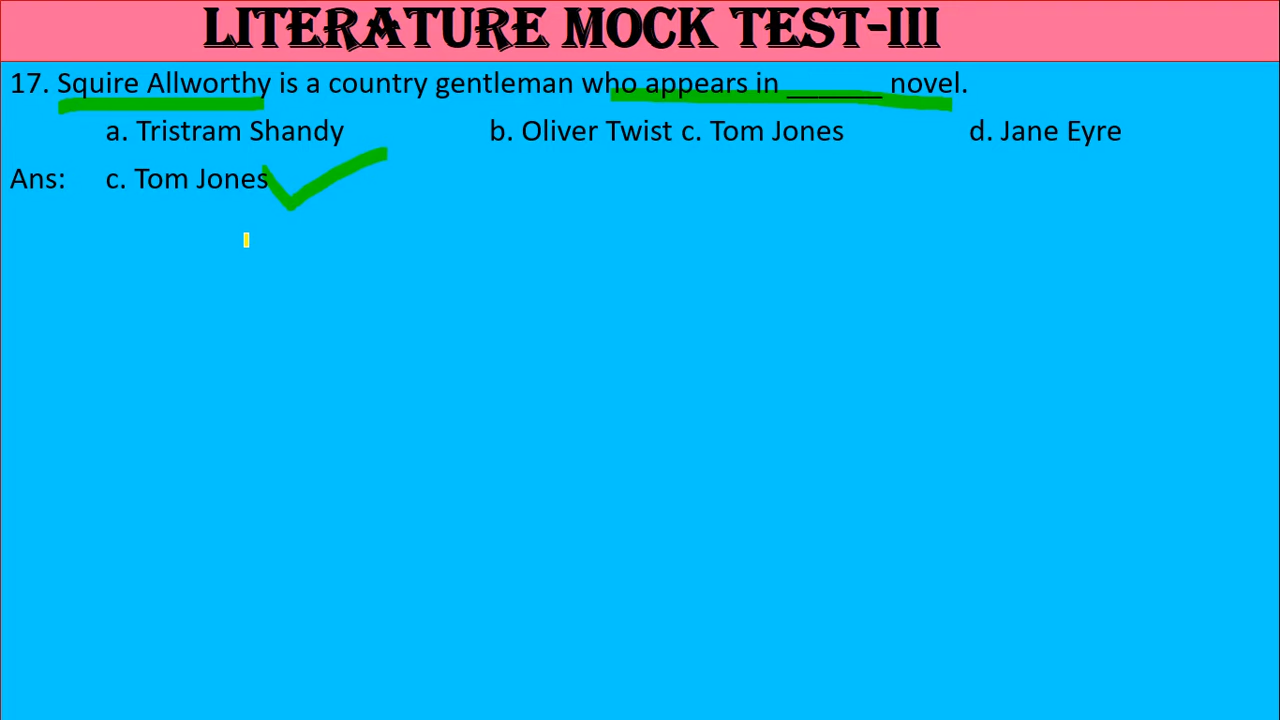 LITERATURE MOCK TEST-III
17. Squire Allworthy is a country gentleman who appears in ______ novel.
a. Tristram Shandy b. Oliver Twist c. Tom Jones d. Jane Eyre
Ans: c. Tom Jones